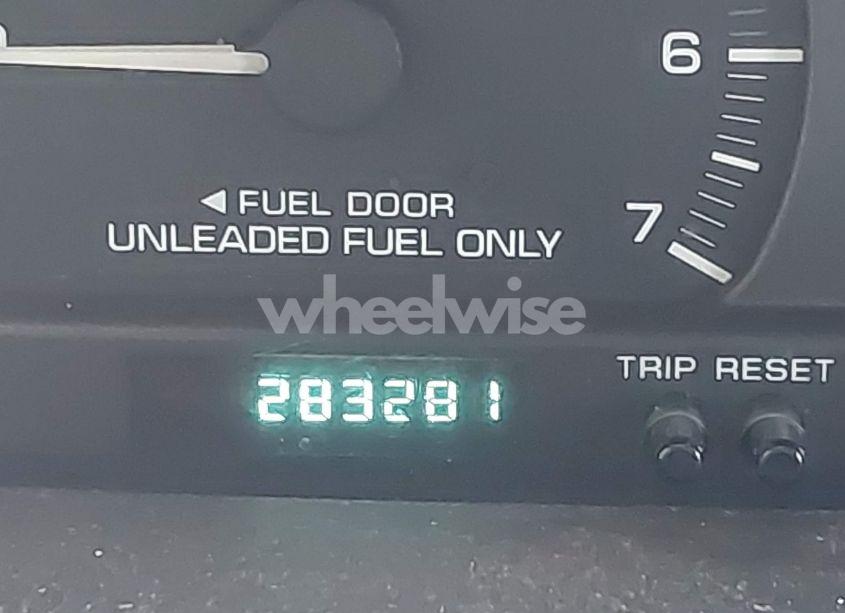 6
7
◀ FUEL DOOR
UNLEADED FUEL ONLY
wheelwise
TRIP RESET
283281